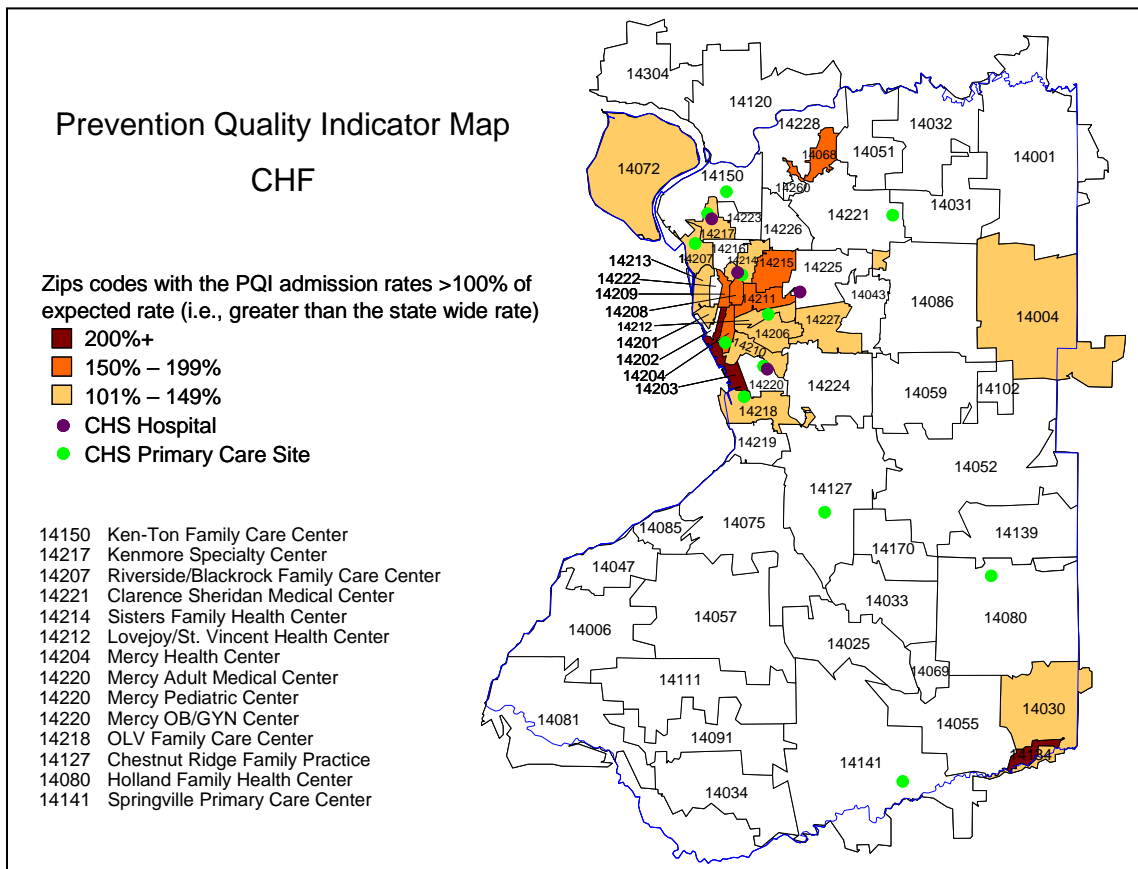 Prevention Quality Indicator Map
CHF
Zips codes with the PQI admission rates >100% of
expected rate (i.e., greater than the state wide rate)
200%+
150% – 199%
101% – 149%
CHS Hospital
CHS Primary Care Site
14150 Ken-Ton Family Care Center
14217 Kenmore Specialty Center
14207 Riverside/Blackrock Family Care Center
14221 Clarence Sheridan Medical Center
14214 Sisters Family Health Center
14212 Lovejoy/St. Vincent Health Center
14204 Mercy Health Center
14220 Mercy Adult Medical Center
14220 Mercy Pediatric Center
14220 Mercy OB/GYN Center
14218 OLV Family Care Center
14127 Chestnut Ridge Family Practice
14080 Holland Family Health Center
14141 Springville Primary Care Center
14304
14120
14228
14032
14001
14068
14051
14072
14150
14260
14031
14223
14221
14226
14217
14216
14207
14214
14215
14225
14213
14222
14209
14208
14212
14201
14202
14204
14203
14211
14043
14086
14004
14206
14227
14210
14220
14224
14059
14102
14218
14219
14052
14127
14085
14075
14139
14170
14047
14033
14057
14006
14080
14025
14069
14111
14030
14081
14055
14091
14134
14141
14034